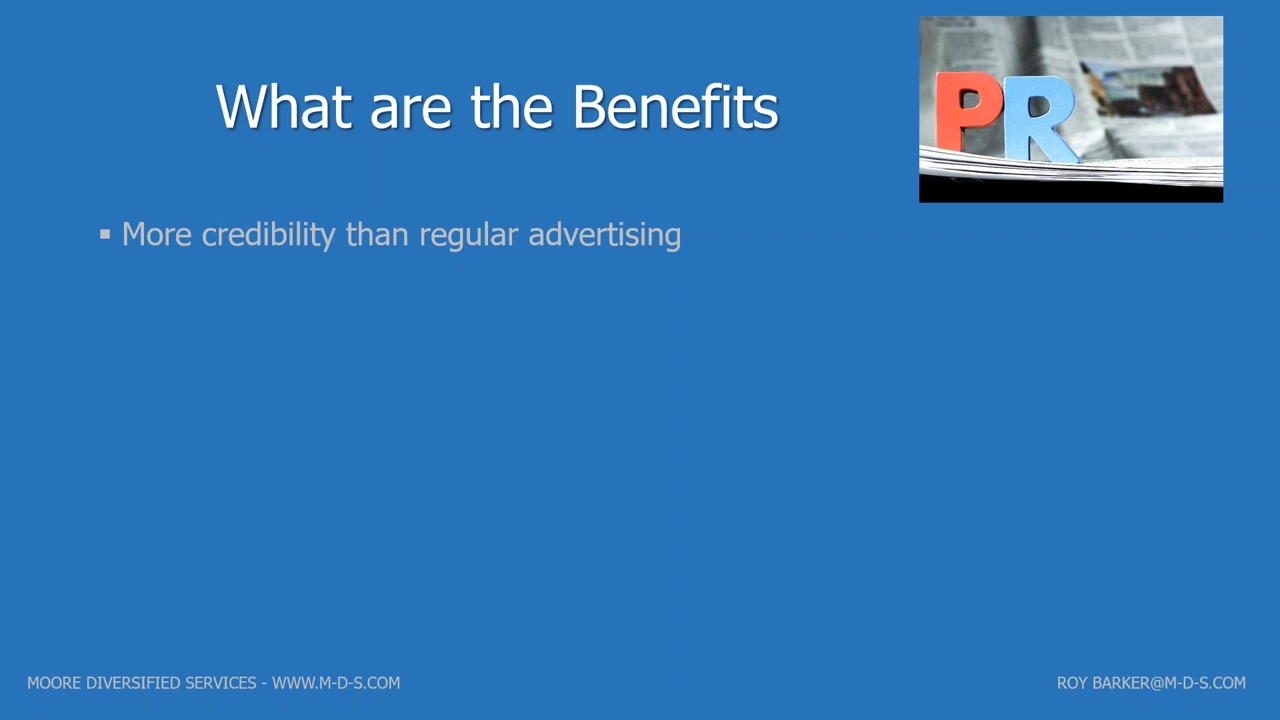 What are the Benefits
PR
▪ More credibility than regular advertising
MOORE DIVERSIFIED SERVICES - WWW.M-D-S.COM
ROY BARKER@M-D-S.COM